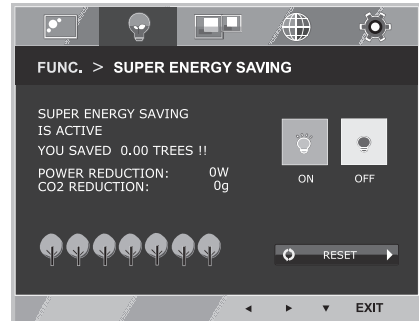 FUNC. > SUPER ENERGY SAVING
SUPER ENERGY SAVING
IS ACTIVE
YOU SAVED 0.00 TREES !!
POWER REDUCTION: 0W
CO2 REDUCTION: 0g
ON OFF
RESET
EXIT